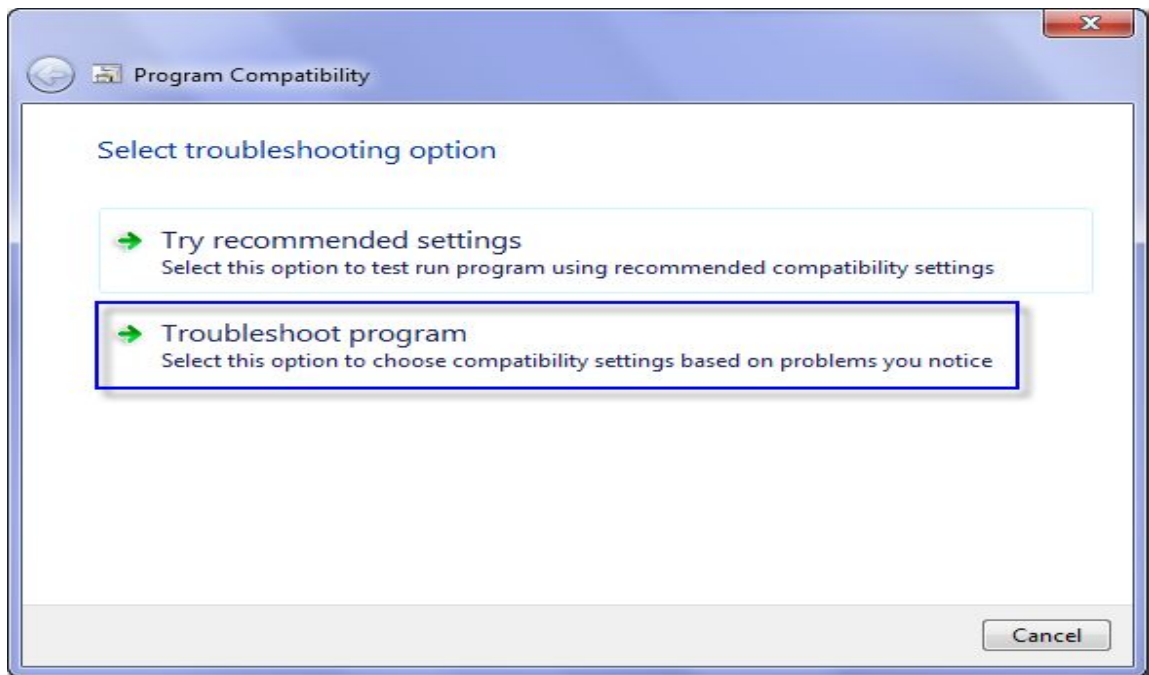 Program Compatibility
Select troubleshooting option
Try recommended settings
Select this option to test run program using recommended compatibility settings
Troubleshoot program
Select this option to choose compatibility settings based on problems you notice
Cancel